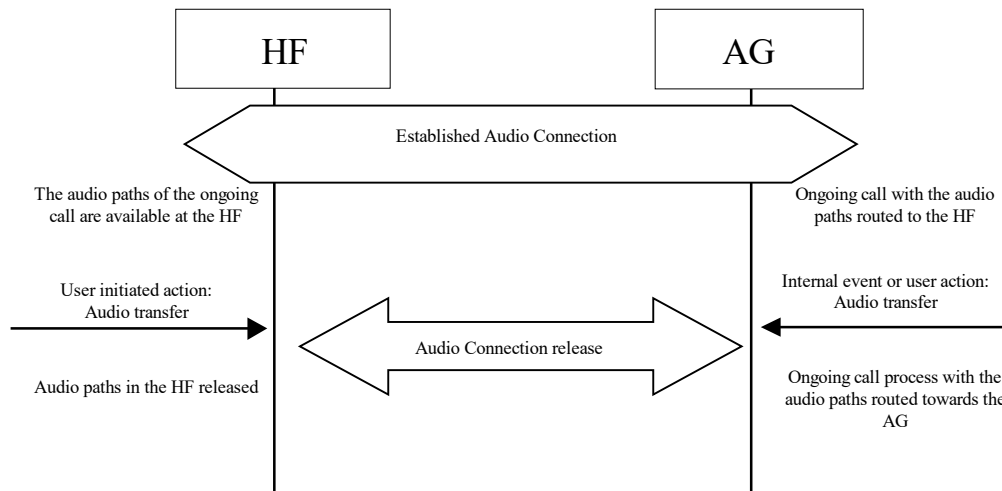 HF
AG
Established Audio Connection
The audio paths of the ongoing
call are available at the HF
Ongoing call with the audio
paths routed to the HF
User initiated action:
Audio transfer
Internal event or user action:
Audio transfer
Audio Connection release
Audio paths in the HF released
Ongoing call process with the
audio paths routed towards the
AG